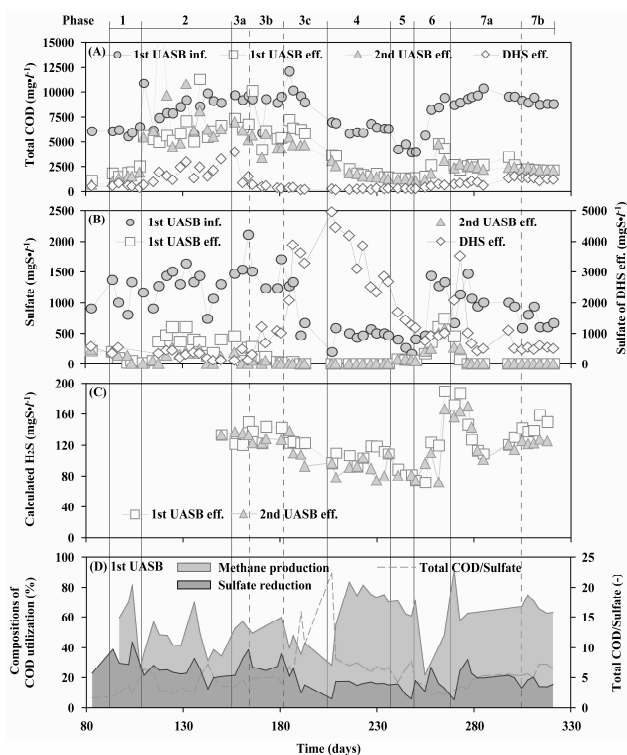 Phase 1 2 3a 3b 3c 4 5 6 7a 7b
(A) 1st UASB inf. 1st UASB eff. 2nd UASB eff. DHS eff.
Total COD (mg•l⁻¹)
15000
12500
10000
7500
5000
2500
0
(B) 1st UASB inf. 2nd UASB eff.
1st UASB eff. DHS eff.
Sulfate (mgS•l⁻¹)
2500
2000
1500
1000
500
0
Sulfate of DHS eff. (mgS•l⁻¹)
5000
4000
3000
2000
1000
0
(C)
Calculated H2S (mgS•l⁻¹)
200
160
120
80
40
0
1st UASB eff. 2nd UASB eff.
(D) 1st UASB Methane production Total COD/Sulfate
Sulfate reduction
Compositions of
COD utilization (%)
100
80
60
40
20
0
Total COD/Sulfate (-)
25
20
15
10
5
0
80 130 180 230 280 330
Time (days)